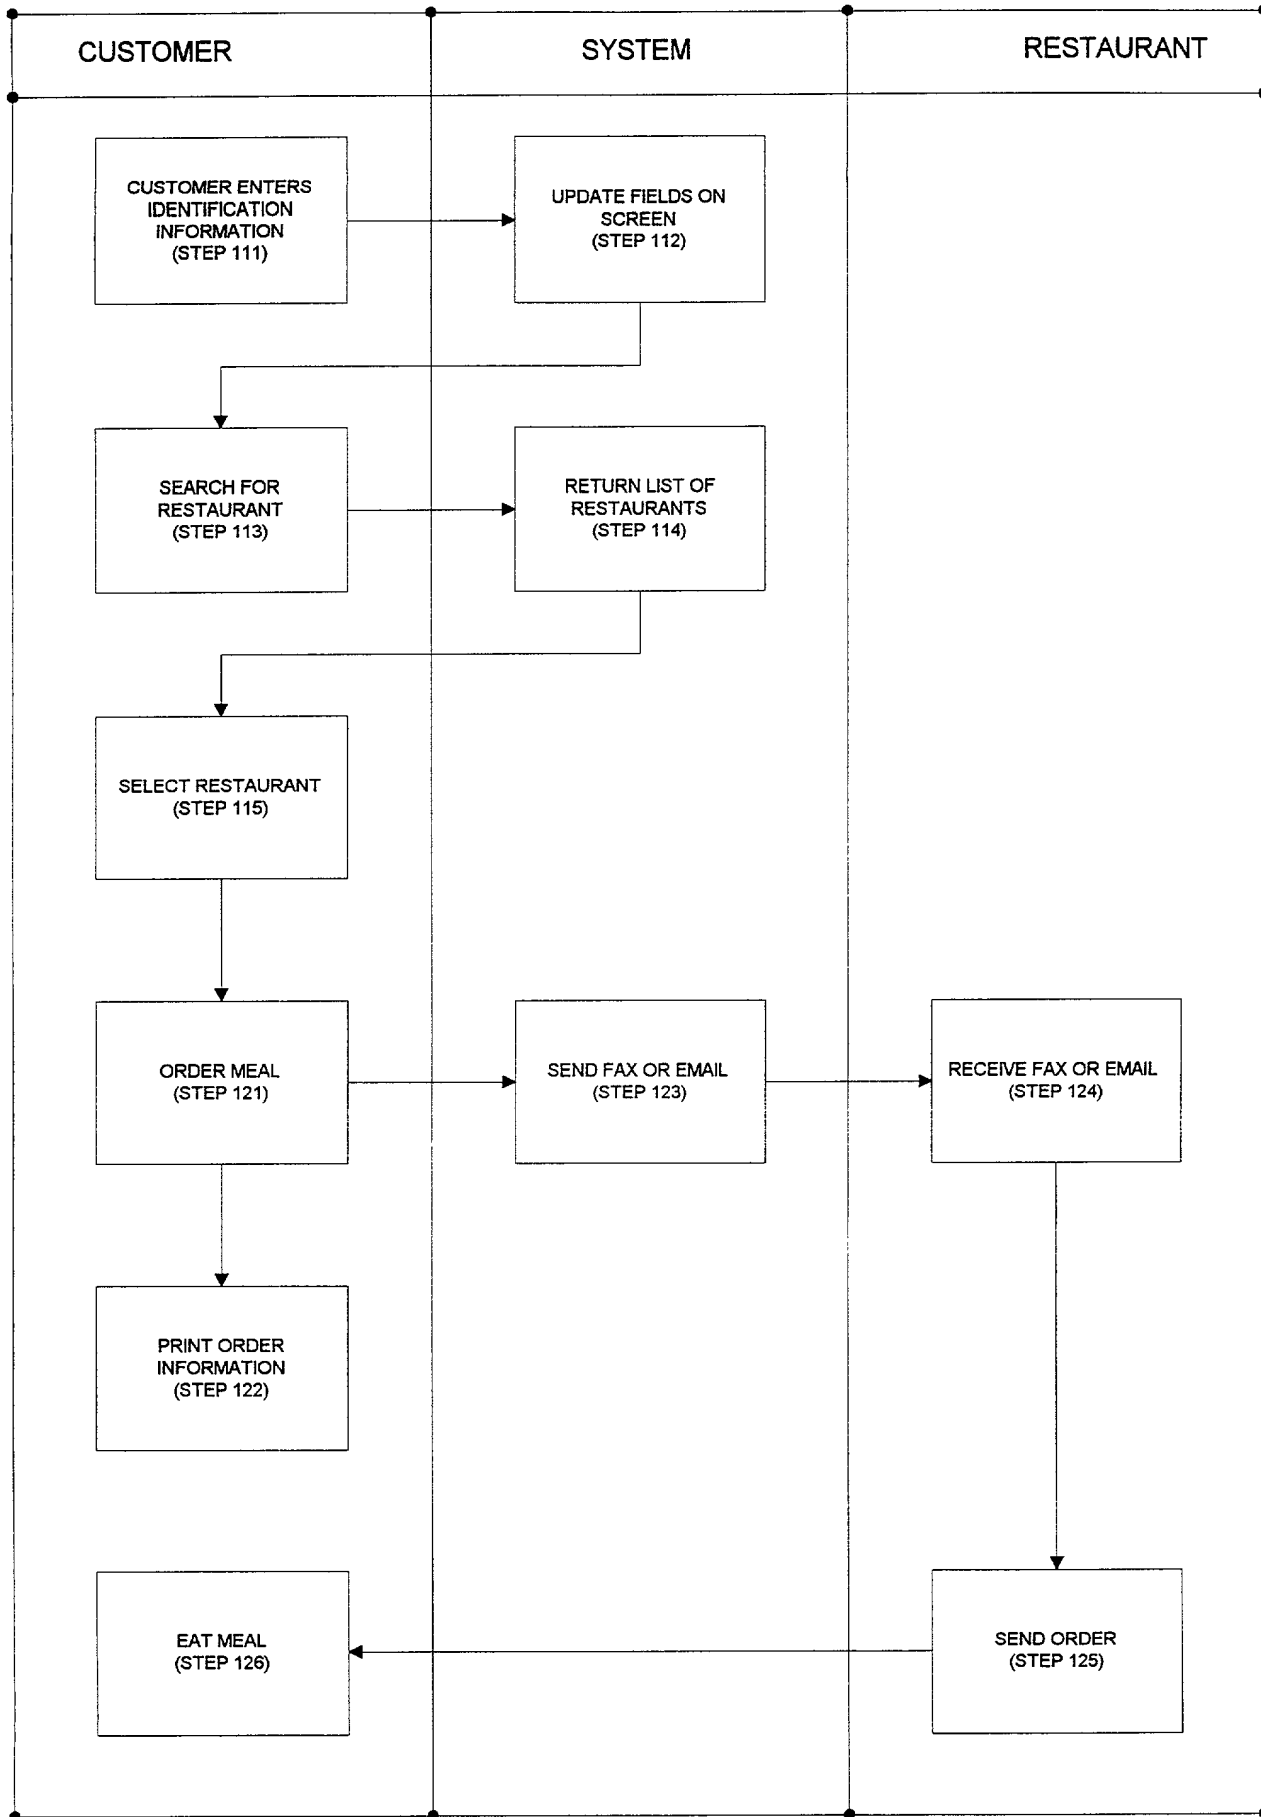 CUSTOMER
SYSTEM
RESTAURANT
CUSTOMER ENTERS
IDENTIFICATION
INFORMATION
(STEP 111)
UPDATE FIELDS ON
SCREEN
(STEP 112)
SEARCH FOR
RESTAURANT
(STEP 113)
RETURN LIST OF
RESTAURANTS
(STEP 114)
SELECT RESTAURANT
(STEP 115)
ORDER MEAL
(STEP 121)
SEND FAX OR EMAIL
(STEP 123)
RECEIVE FAX OR EMAIL
(STEP 124)
PRINT ORDER
INFORMATION
(STEP 122)
EAT MEAL
(STEP 126)
SEND ORDER
(STEP 125)